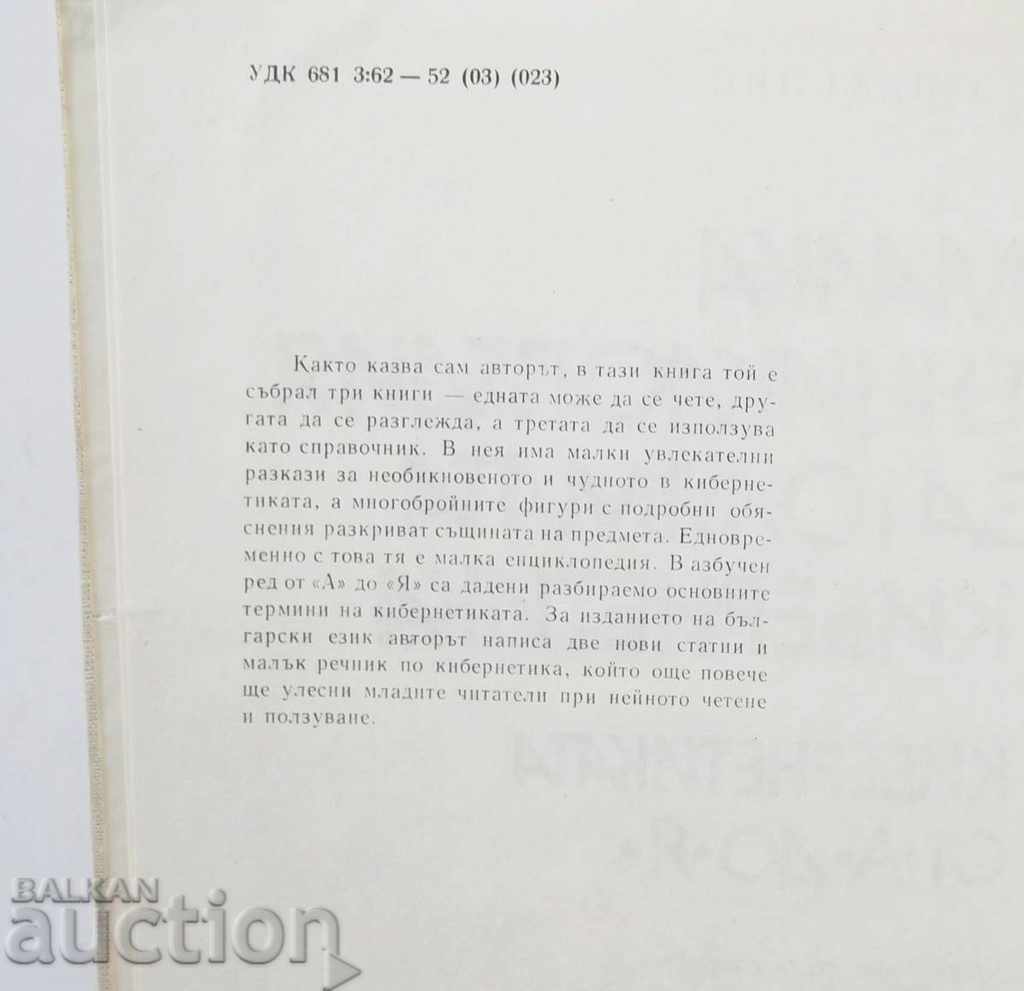 УДК 681 3:62 — 52 (03) (023)
Както казва сам авторът, в тази книга той е
събрал три книги — едната може да се чете, дру-
гата да се разглежда, а третата да се използува
като справочник. В нея има малки увлекателни
разкази за необикновеното и чудното в киберне-
тиката, а многобройните фигури с подробни обя-
снения разкриват същината на предмета. Едновре-
менно с това тя е малка енциклопедия. В азбучен
ред от «А» до «Я» са дадени разбираемо основните
термини на кибернетиката. За изданието на бъл-
гарски език авторът написа две нови статии и
малък речник по кибернетика, който още повече
ще улесни младите читатели при нейното четене
и ползуване.
BALKAN
auction